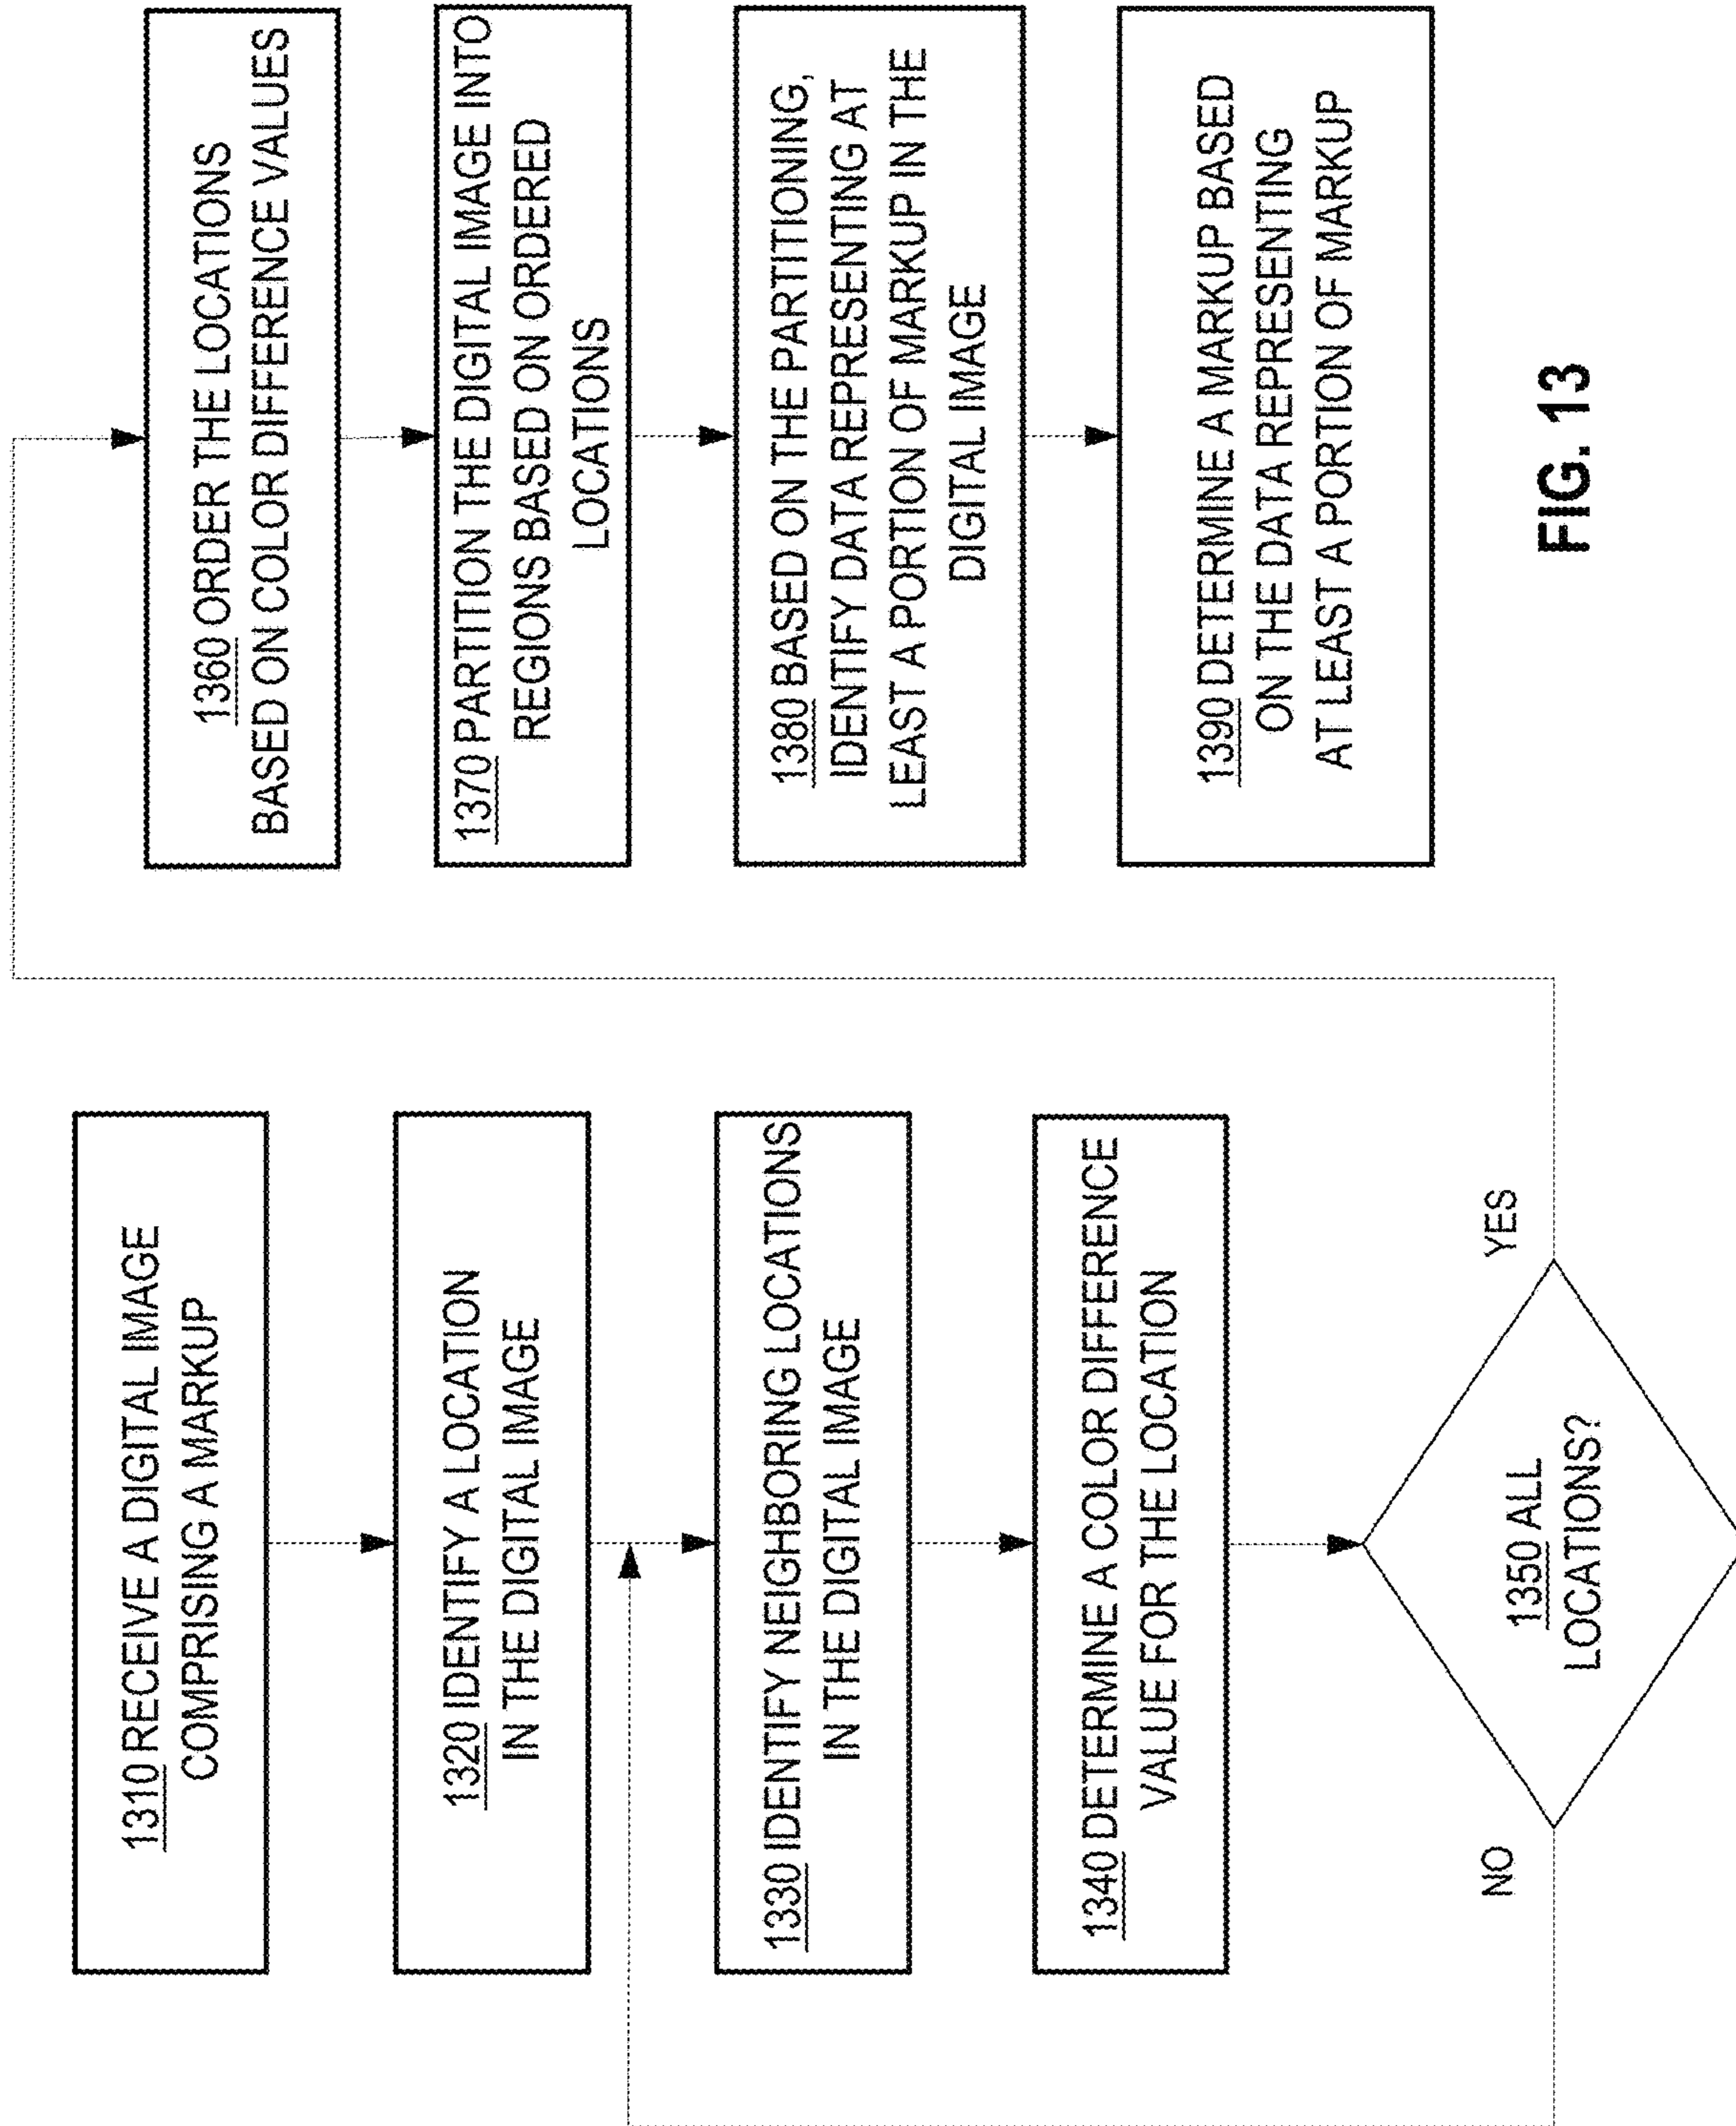 1310 RECEIVE A DIGITAL IMAGE
COMPRISING A MARKUP
1320 IDENTIFY A LOCATION
IN THE DIGITAL IMAGE
1330 IDENTIFY NEIGHBORING LOCATIONS
IN THE DIGITAL IMAGE
1340 DETERMINE A COLOR DIFFERENCE
VALUE FOR THE LOCATION
1350 ALL
LOCATIONS?
NO
YES
1360 ORDER THE LOCATIONS
BASED ON COLOR DIFFERENCE VALUES
1370 PARTITION THE DIGITAL IMAGE INTO
REGIONS BASED ON ORDERED
LOCATIONS
1380 BASED ON THE PARTITIONING,
IDENTIFY DATA REPRESENTING AT
LEAST A PORTION OF MARKUP IN THE
DIGITAL IMAGE
1390 DETERMINE A MARKUP BASED
ON THE DATA REPRESENTING
AT LEAST A PORTION OF MARKUP
FIG. 13